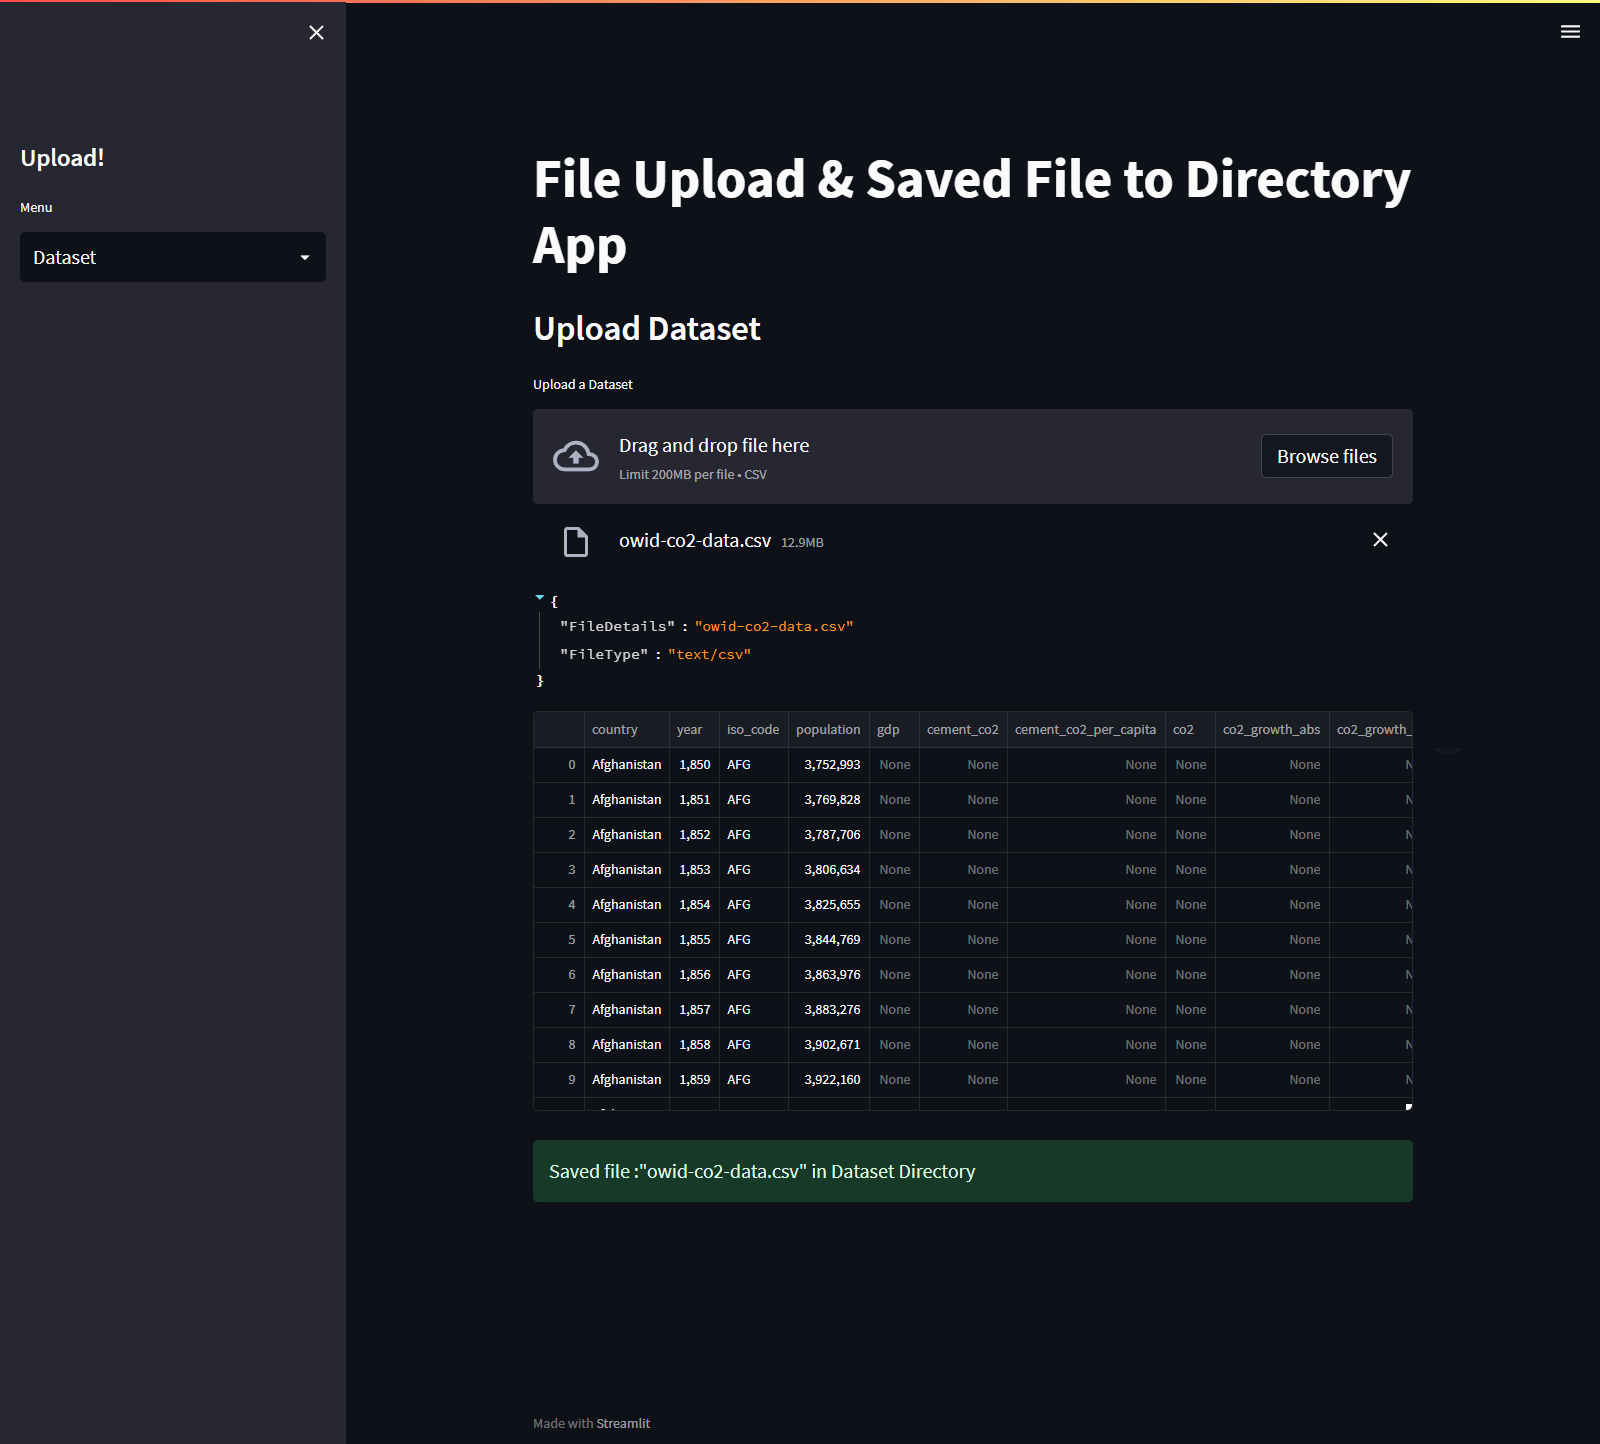 Upload!
Menu
Dataset
File Upload & Saved File to Directory
App
Upload Dataset
Upload a Dataset
Drag and drop file here
Limit 200MB per file • CSV
Browse files
owid-co2-data.csv 12.9MB
{
"FileDetails" : "owid-co2-data.csv"
"FileType" : "text/csv"
}
country year iso_code population gdp cement_co2 cement_co2_per_capita co2 co2_growth_abs co2_growth_
0 Afghanistan 1,850 AFG 3,752,993 None None None None None N
1 Afghanistan 1,851 AFG 3,769,828 None None None None None N
2 Afghanistan 1,852 AFG 3,787,706 None None None None None N
3 Afghanistan 1,853 AFG 3,806,634 None None None None None N
4 Afghanistan 1,854 AFG 3,825,655 None None None None None N
5 Afghanistan 1,855 AFG 3,844,769 None None None None None N
6 Afghanistan 1,856 AFG 3,863,976 None None None None None N
7 Afghanistan 1,857 AFG 3,883,276 None None None None None N
8 Afghanistan 1,858 AFG 3,902,671 None None None None None N
9 Afghanistan 1,859 AFG 3,922,160 None None None None None N
Saved file :"owid-co2-data.csv" in Dataset Directory
Made with Streamlit